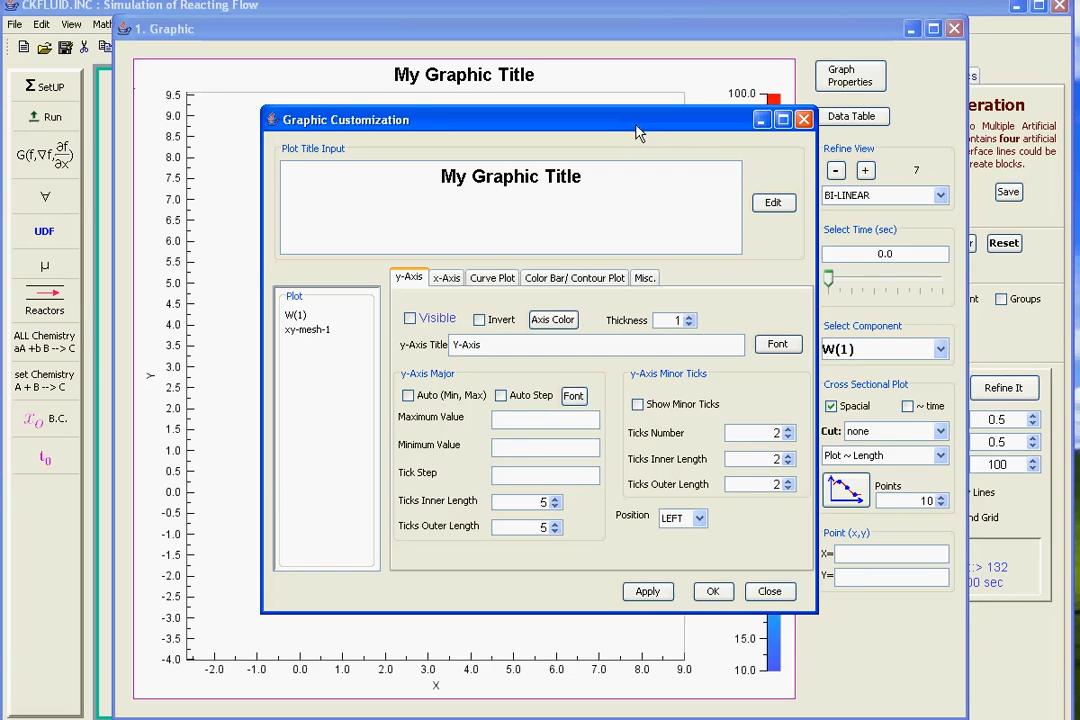 CKFLUID.INC : Simulation of Reacting Flow
File Edit View Math
1. Graphic
Σ SetUP
Run
G(f,∇f,∂f/∂x)
∀
UDF
μ
Reactors
ALL Chemistry
aA +b B --> C
set Chemistry
A + B --> C
x₀ B.C.
t₀
My Graphic Title
9.5
9.0
8.5
8.0
7.5
7.0
6.5
6.0
5.5
5.0
4.5
4.0
3.5
3.0
2.5
2.0
1.5
1.0
0.5
0.0
-0.5
-1.0
-1.5
-2.0
-2.5
-3.0
-3.5
-4.0
Y
-2.0 -1.0 0.0 1.0 2.0 3.0 4.0 5.0 6.0 7.0 8.0 9.0
X
100.0
15.0
10.0
Graphic Customization
Plot Title Input
My Graphic Title
Edit
y-Axis x-Axis Curve Plot Color Bar/ Contour Plot Misc.
Plot
W(1)
xy-mesh-1
Visible Invert Axis Color Thickness 1
y-Axis Title Y-Axis Font
y-Axis Major
Auto (Min, Max) Auto Step Font
Maximum Value
Minimum Value
Tick Step
Ticks Inner Length 5
Ticks Outer Length 5
y-Axis Minor Ticks
Show Minor Ticks
Ticks Number 2
Ticks Inner Length 2
Ticks Outer Length 2
Position LEFT
Apply OK Close
Graph
Properties
Data Table
Refine View
- + 7
BI-LINEAR
Select Time (sec)
0.0
Select Component
W(1)
Cross Sectional Plot
Spacial ~ time
Cut: none
Plot ~ Length
Points
10
Point (x,y)
X=
Y=
cs
eration
o Multiple Artificial
ntains four artificial
erface lines could be
reate blocks.
Save
r Reset
nt Groups
Refine It
0.5
0.5
100
Lines
nd Grid
:> 132
00 sec